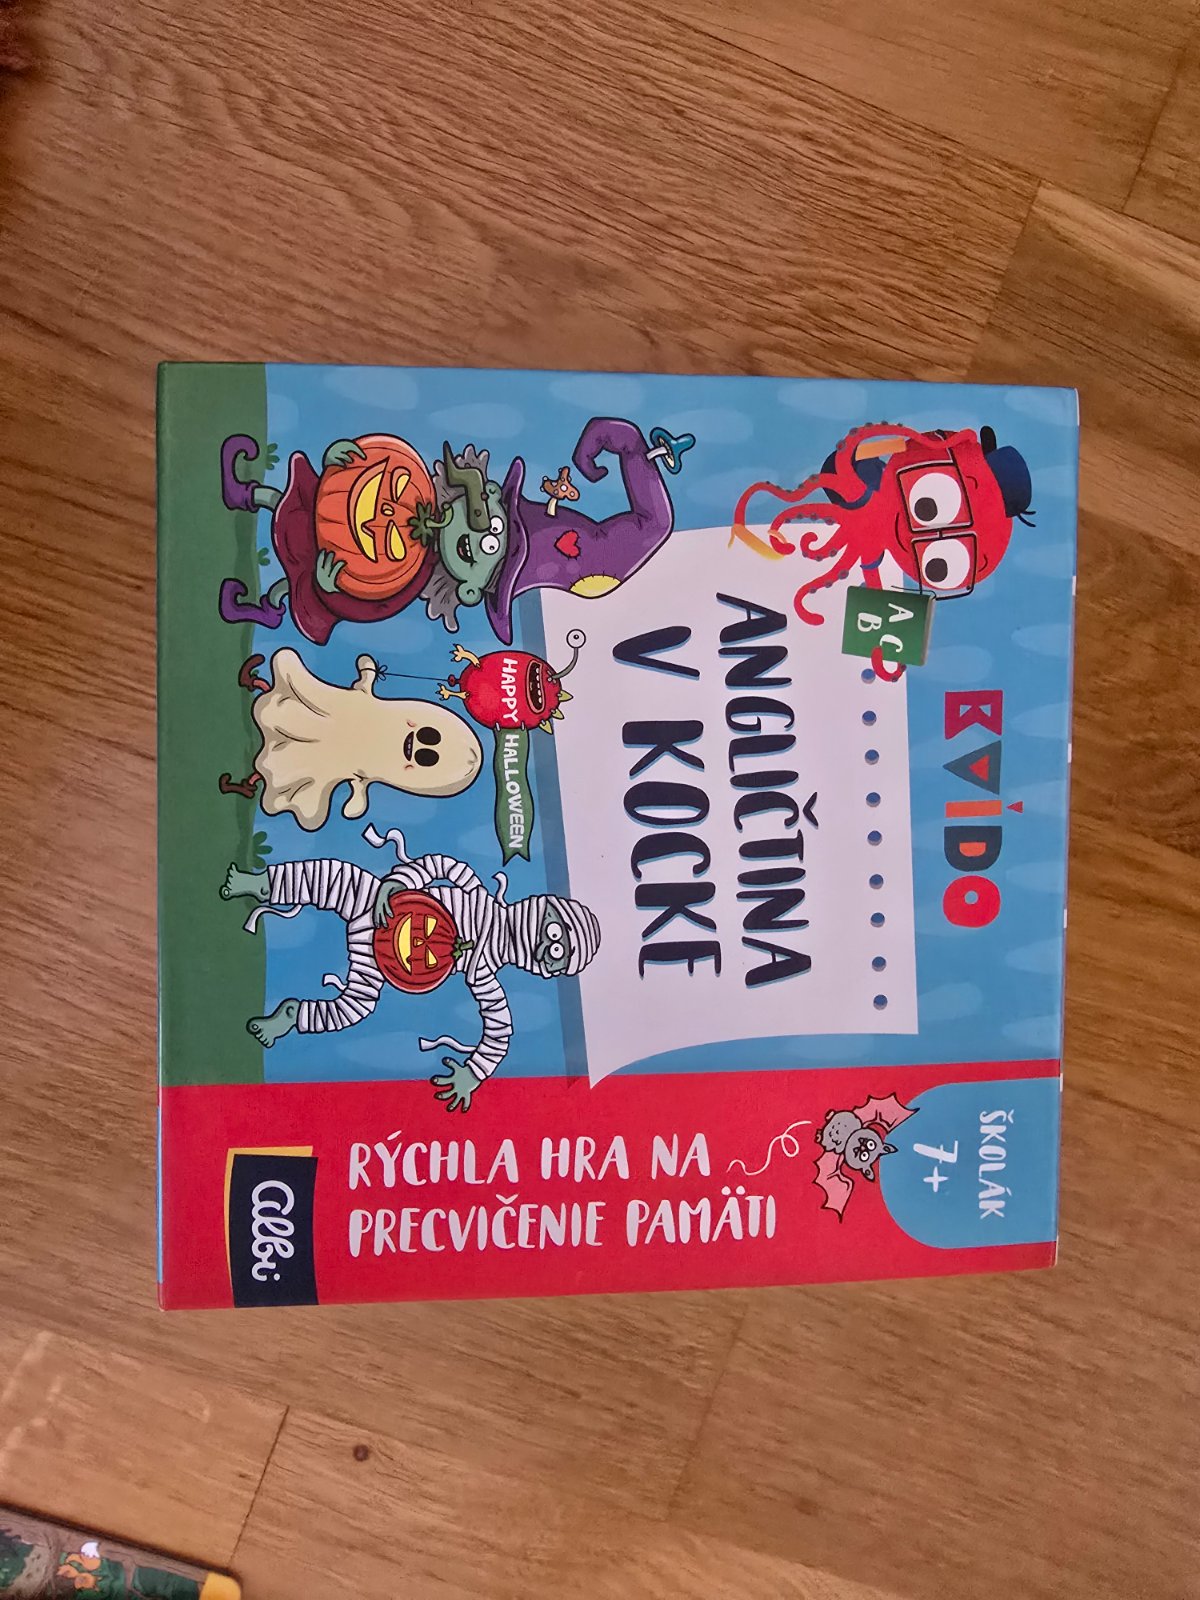 KVÍDO
A
B C
ANGLIČTINA
V KOCKE
HAPPY HALLOWEEN
ŠKOLÁK
7+
RÝCHLA HRA NA
PRECVIČENIE PAMÄTI
albi